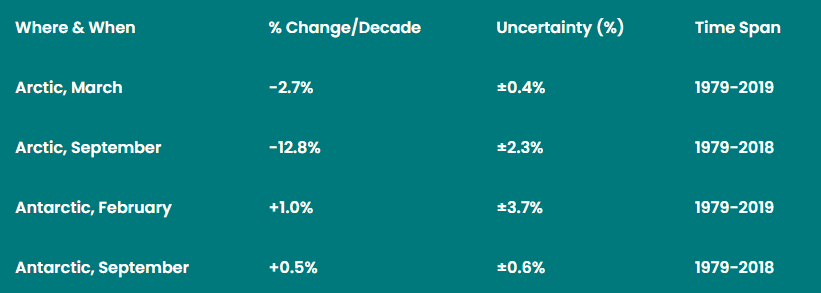 Where & When % Change/Decade Uncertainty (%) Time Span
Arctic, March -2.7% ±0.4% 1979-2019
Arctic, September -12.8% ±2.3% 1979-2018
Antarctic, February +1.0% ±3.7% 1979-2019
Antarctic, September +0.5% ±0.6% 1979-2018